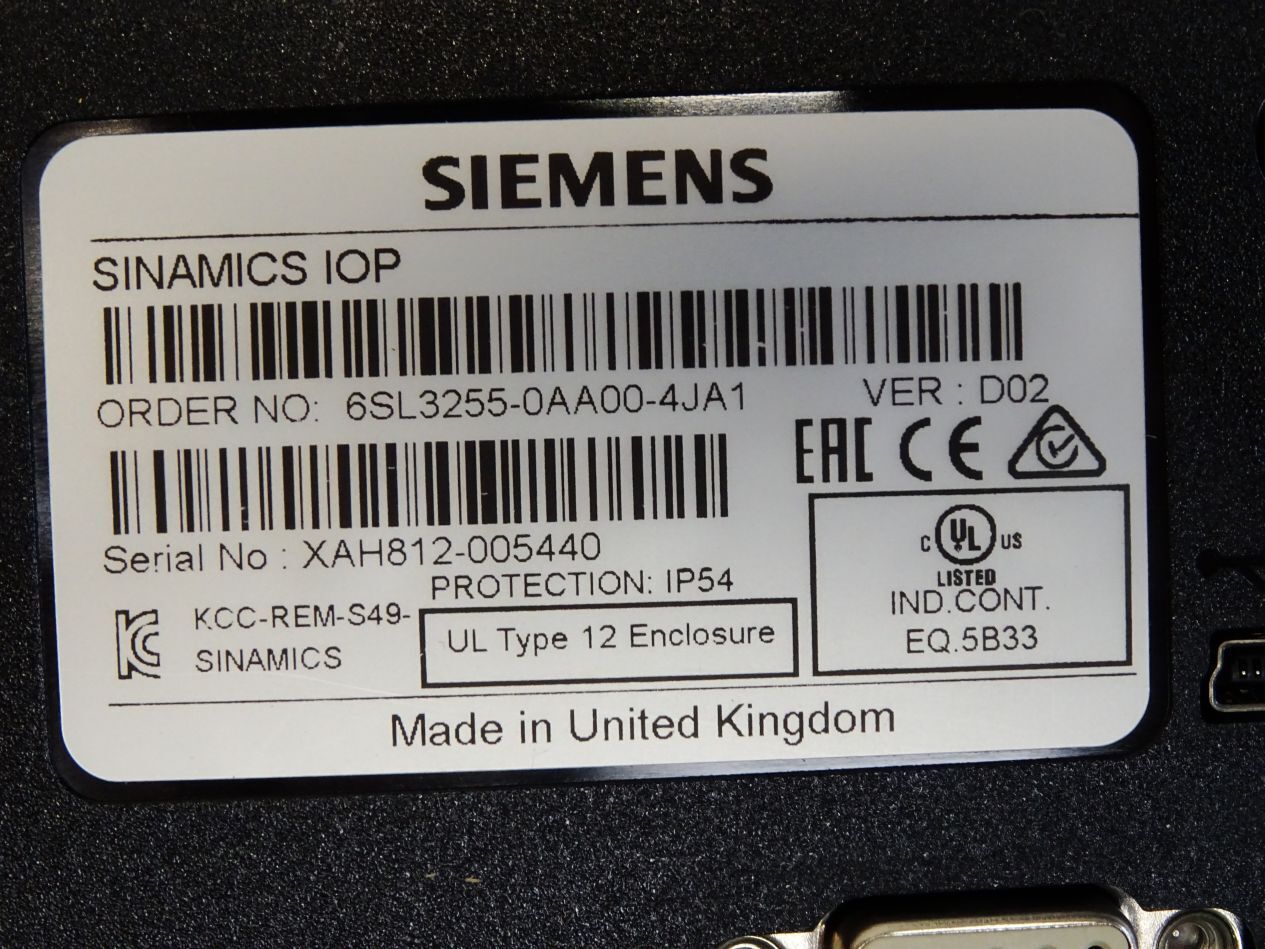 SIEMENS
SINAMICS IOP
ORDER NO: 6SL3255-0AA00-4JA1 VER : D02
EAC CE
Serial No : XAH812-005440
PROTECTION: IP54
KC KCC-REM-S49-
SINAMICS
UL Type 12 Enclosure
C UL US
LISTED
IND.CONT.
EQ.5B33
Made in United Kingdom